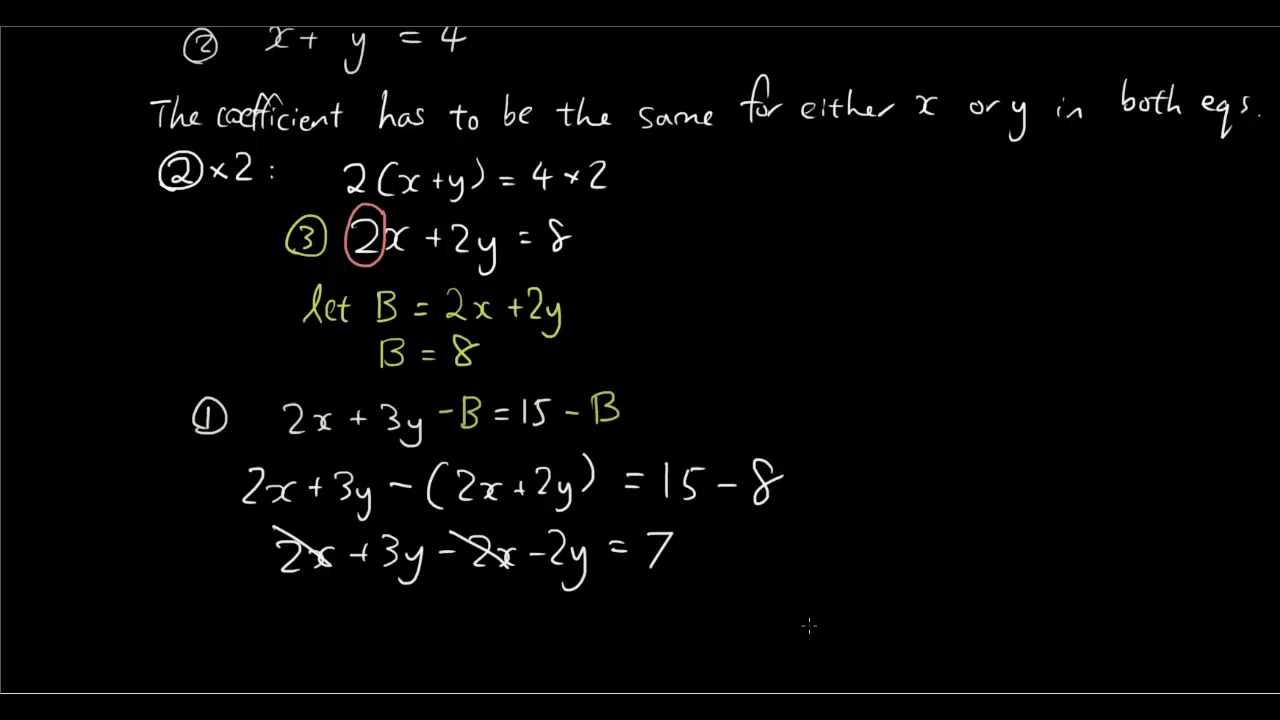 ② x + y = 4
The coefficient has to be the same for either x or y in both eqs.
②×2: 2(x+y) = 4×2
③ 2x + 2y = 8
let B = 2x + 2y
B = 8
① 2x + 3y - B = 15 - B
2x + 3y - (2x + 2y) = 15 - 8
2x + 3y - 2x - 2y = 7